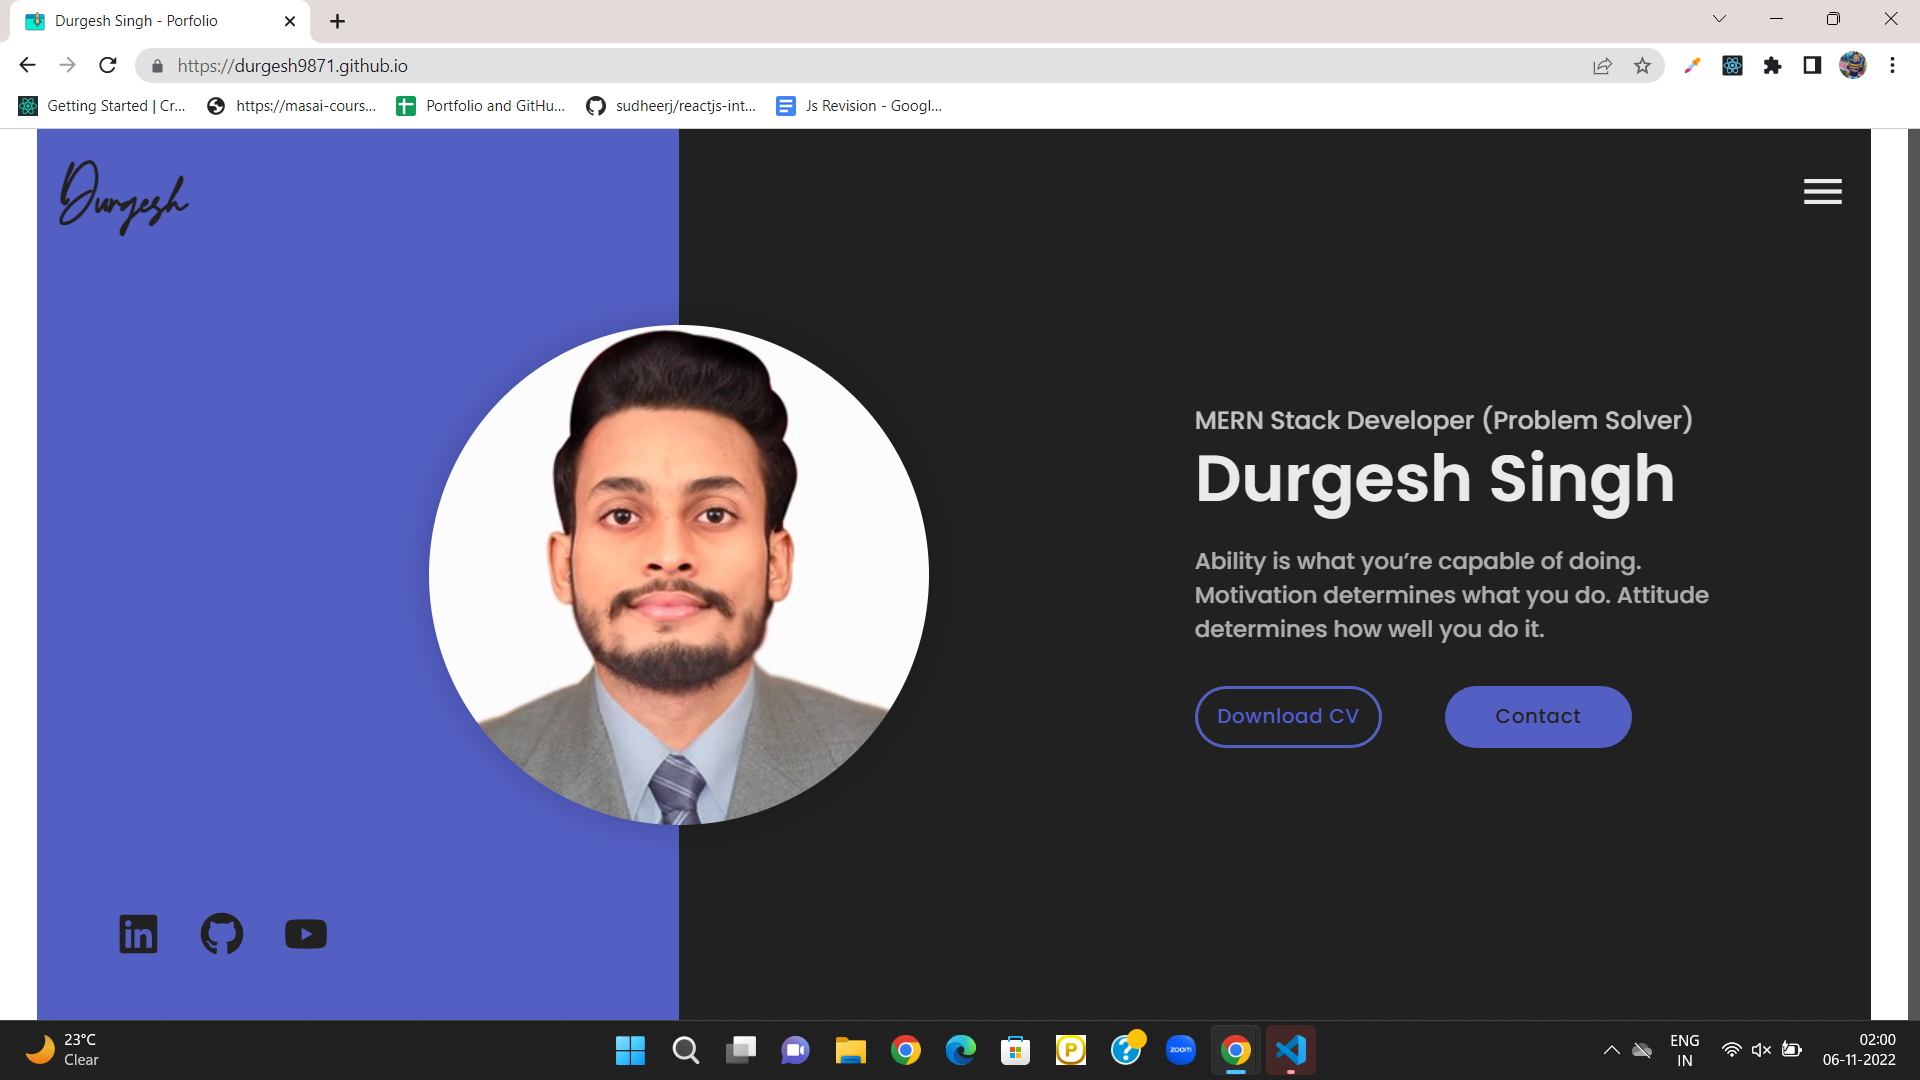 Durgesh Singh - Porfolio
https://durgesh9871.github.io
Getting Started | Cr...
https://masai-cours...
Portfolio and GitHu...
sudheerj/reactjs-int...
Js Revision - Googl...
Durgesh
MERN Stack Developer (Problem Solver)
Durgesh Singh
Ability is what you’re capable of doing.
Motivation determines what you do. Attitude
determines how well you do it.
Download CV
Contact
in
23°C
Clear
P
?
zoom
ENG
IN
02:00
06-11-2022